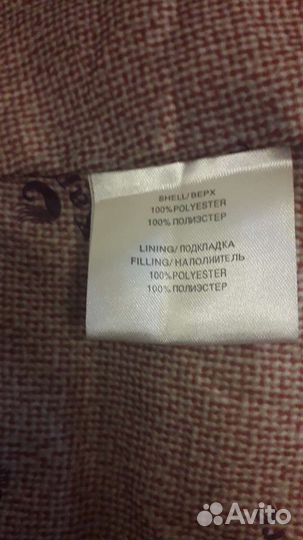 SHELL/ВЕРХ
100%POLYESTER
100% ПОЛИЭСТЕР
LINING/ПОДКЛАДКА
FILLING/НАПОЛНИТЕЛЬ
100%POLYESTER
100% ПОЛИЭСТЕР
Avito